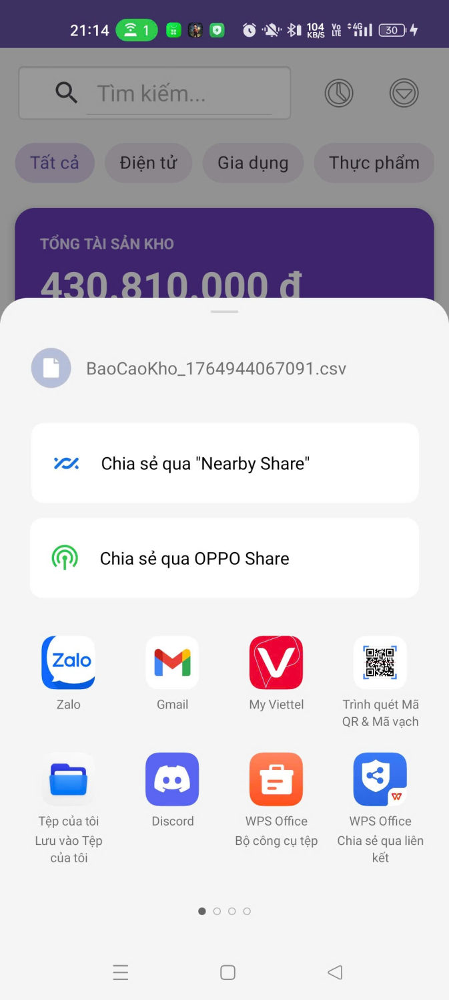 21:14 1 104 KB/S Vo LTE 4G 30
Tìm kiếm...
Tất cả Điện tử Gia dụng Thực phẩm
TỔNG TÀI SẢN KHO
430.810.000 đ
BaoCaoKho_1764944067091.csv
Chia sẻ qua "Nearby Share"
Chia sẻ qua OPPO Share
Zalo
Zalo Gmail My Viettel Trình quét Mã
QR & Mã vạch
Tệp của tôi Discord WPS Office WPS Office
Lưu vào Tệp Bộ công cụ tệp Chia sẻ qua liên
của tôi kết